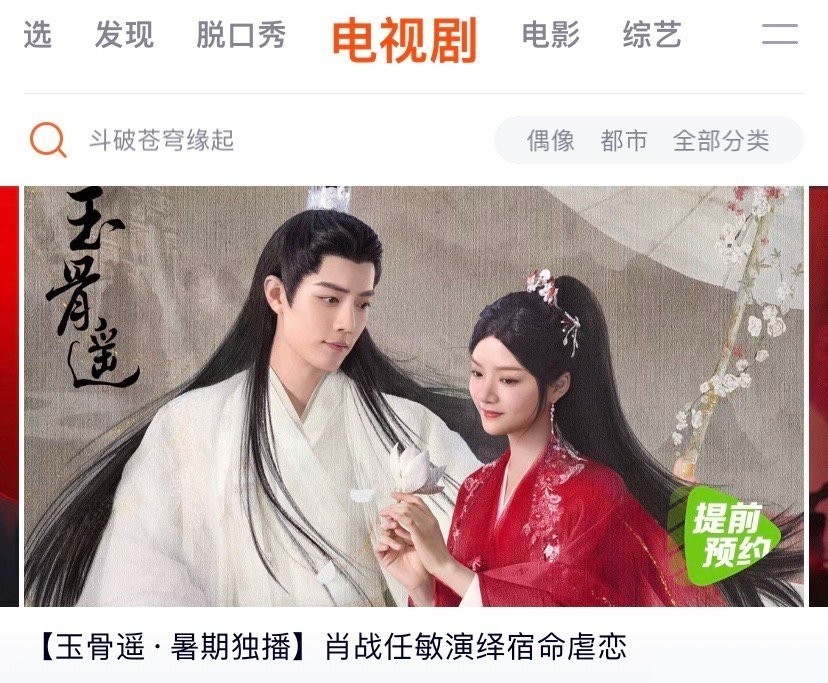 选 发现 脱口秀 电视剧 电影 综艺
斗破苍穹缘起 偶像 都市 全部分类
玉骨遥
提前
预约
【玉骨遥·暑期独播】肖战任敏演绎宿命虐恋